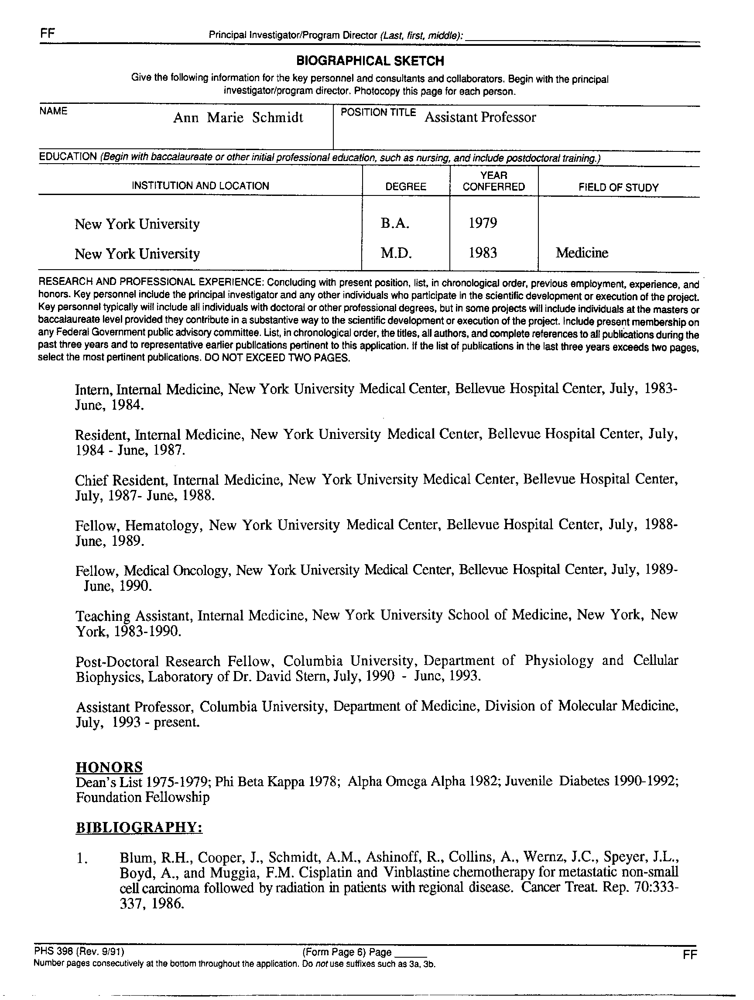 FF
Principal Investigator/Program Director (Last, first, middle):
BIOGRAPHICAL SKETCH
Give the following information for the key personnel and consultants and collaborators. Begin with the principal
investigator/program director. Photocopy this page for each person.
NAME
Ann Marie Schmidt
POSITION TITLE
Assistant Professor
EDUCATION (Begin with baccalaureate or other initial professional education, such as nursing, and include postdoctoral training.)
INSTITUTION AND LOCATION
DEGREE
YEAR
CONFERRED
FIELD OF STUDY
New York University B.A. 1979
New York University M.D. 1983 Medicine
RESEARCH AND PROFESSIONAL EXPERIENCE: Concluding with present position, list, in chronological order, previous employment, experience, and
honors. Key personnel include the principal investigator and any other individuals who participate in the scientific development or execution of the project.
Key personnel typically will include all individuals with doctoral or other professional degrees, but in some projects will include individuals at the masters or
baccalaureate level provided they contribute in a substantive way to the scientific development or execution of the project. Include present membership on
any Federal Government public advisory committee. List, in chronological order, the titles, all authors, and complete references to all publications during the
past three years and to representative earlier publications pertinent to this application. If the list of publications in the last three years exceeds two pages,
select the most pertinent publications. DO NOT EXCEED TWO PAGES.
Intern, Internal Medicine, New York University Medical Center, Bellevue Hospital Center, July, 1983-
June, 1984.
Resident, Internal Medicine, New York University Medical Center, Bellevue Hospital Center, July,
1984 - June, 1987.
Chief Resident, Internal Medicine, New York University Medical Center, Bellevue Hospital Center,
July, 1987- June, 1988.
Fellow, Hematology, New York University Medical Center, Bellevue Hospital Center, July, 1988-
June, 1989.
Fellow, Medical Oncology, New York University Medical Center, Bellevue Hospital Center, July, 1989-
June, 1990.
Teaching Assistant, Internal Medicine, New York University School of Medicine, New York, New
York, 1983-1990.
Post-Doctoral Research Fellow, Columbia University, Department of Physiology and Cellular
Biophysics, Laboratory of Dr. David Stern, July, 1990 - June, 1993.
Assistant Professor, Columbia University, Department of Medicine, Division of Molecular Medicine,
July, 1993 - present.
HONORS
Dean's List 1975-1979; Phi Beta Kappa 1978; Alpha Omega Alpha 1982; Juvenile Diabetes 1990-1992;
Foundation Fellowship
BIBLIOGRAPHY:
1. Blum, R.H., Cooper, J., Schmidt, A.M., Ashinoff, R., Collins, A., Wernz, J.C., Speyer, J.L.,
Boyd, A., and Muggia, F.M. Cisplatin and Vinblastine chemotherapy for metastatic non-small
cell carcinoma followed by radiation in patients with regional disease. Cancer Treat. Rep. 70:333-
337, 1986.
PHS 398 (Rev. 9/91) (Form Page 6) Page FF
Number pages consecutively at the bottom throughout the application. Do not use suffixes such as 3a, 3b.